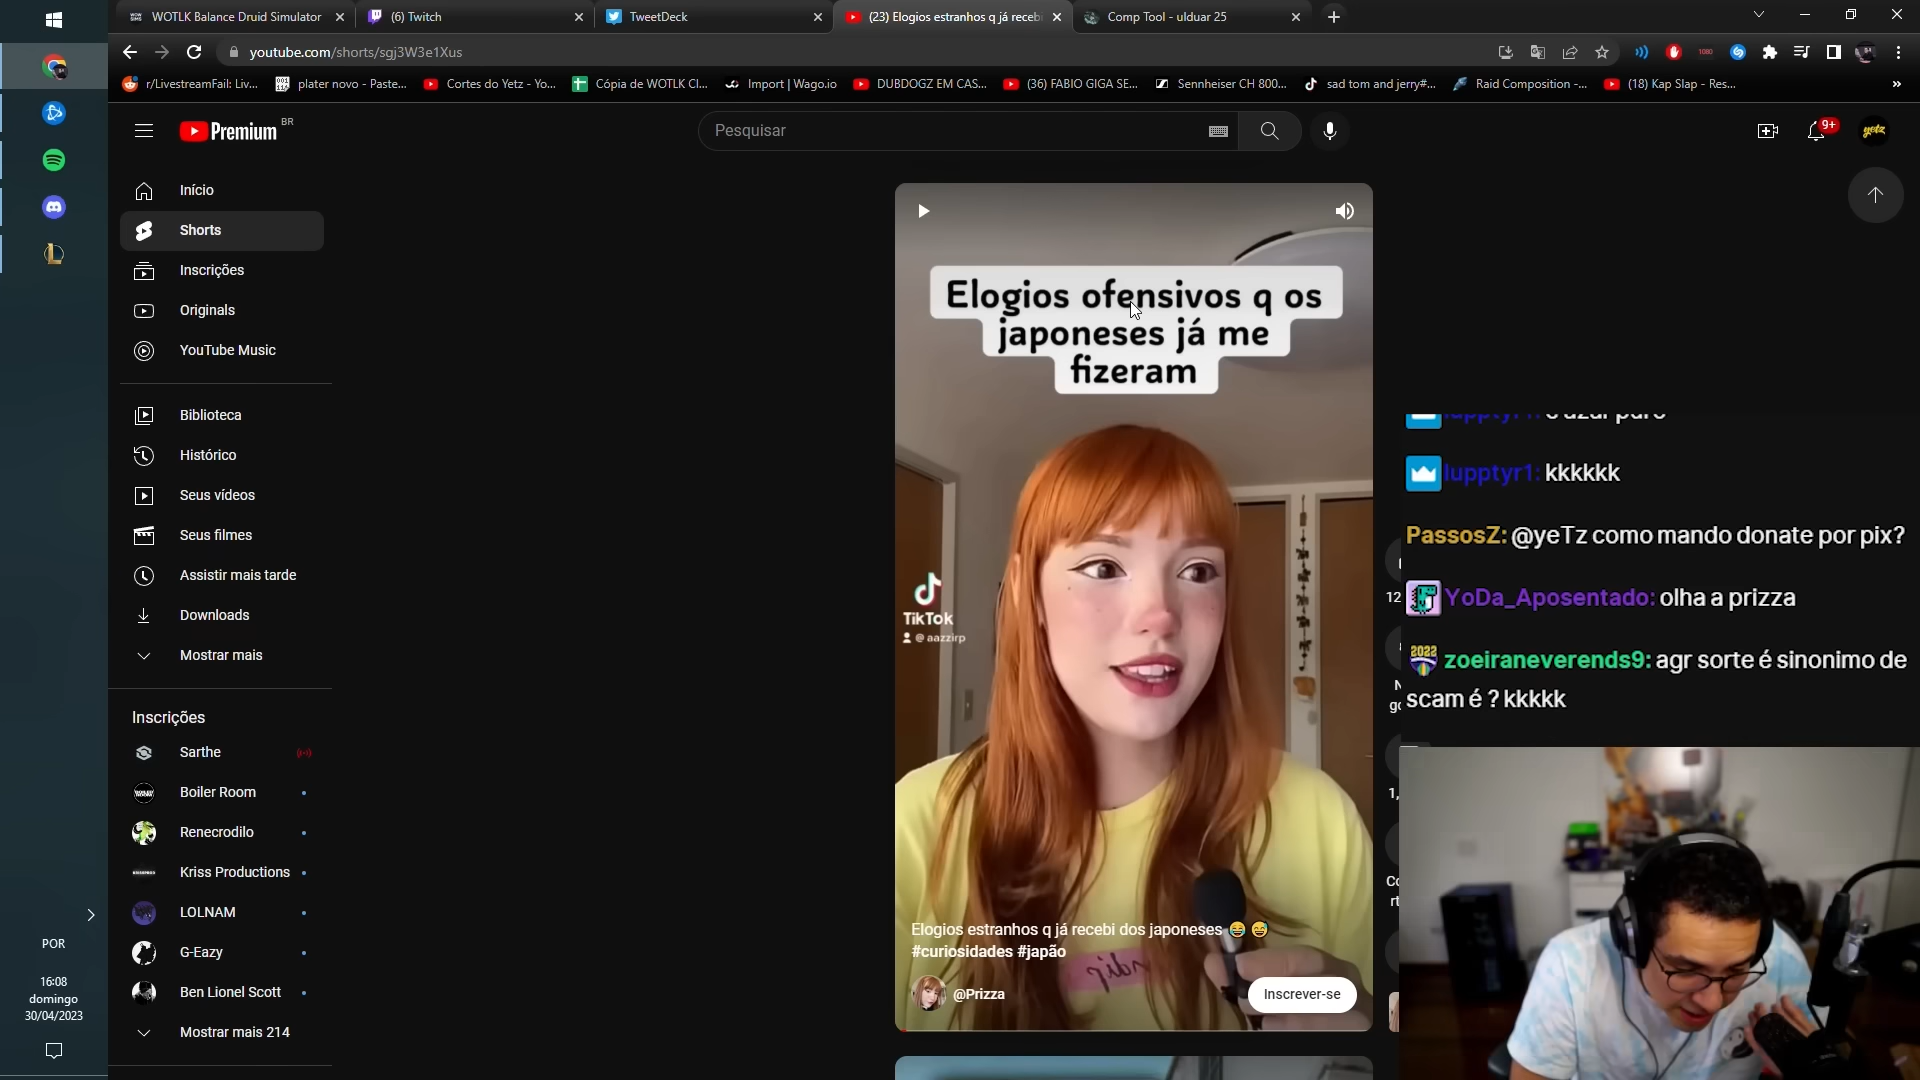 WOTLK Balance Druid Simulator
(6) Twitch
TweetDeck
(23) Elogios estranhos q já recebi
Comp Tool - ulduar 25
youtube.com/shorts/sgj3W3e1Xus
r/LivestreamFail: Liv...
plater novo - Paste...
Cortes do Yetz - Yo...
Cópia de WOTLK Cl...
Import | Wago.io
DUBDOGZ EM CAS...
(36) FABIO GIGA SE...
Sennheiser CH 800...
sad tom and jerry#...
Raid Composition -...
(18) Kap Slap - Res...
Premium BR
Pesquisar
9+
yetz
Início
Shorts
Inscrições
Originals
YouTube Music
Biblioteca
Histórico
Seus vídeos
Seus filmes
Assistir mais tarde
Downloads
Mostrar mais
Inscrições
Sarthe
Boiler Room
Renecrodilo
Kriss Productions
LOLNAM
G-Eazy
Ben Lionel Scott
Mostrar mais 214
POR
16:08
domingo
30/04/2023
Elogios ofensivos q os
japoneses já me
fizeram
TikTok
@aazzirp
Elogios estranhos q já recebi dos japoneses 😂 😅
#curiosidades #japão
@Prizza
Inscrever-se
lupptyr1: kkkkkk
PassosZ: @yeTz como mando donate por pix?
YoDa_Aposentado: olha a prizza
zoeiraneverends9: agr sorte é sinonimo de
scam é ? kkkkk